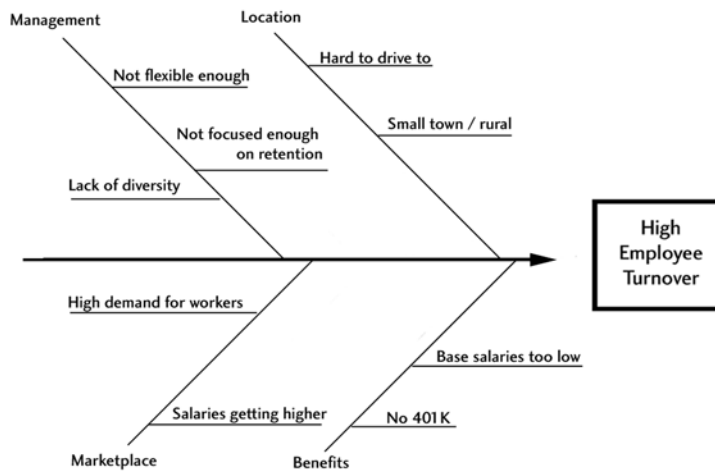 Management
Location
Not flexible enough
Hard to drive to
Not focused enough
on retention
Small town / rural
Lack of diversity
High
Employee
Turnover
High demand for workers
Base salaries too low
Salaries getting higher
No 401K
Marketplace
Benefits